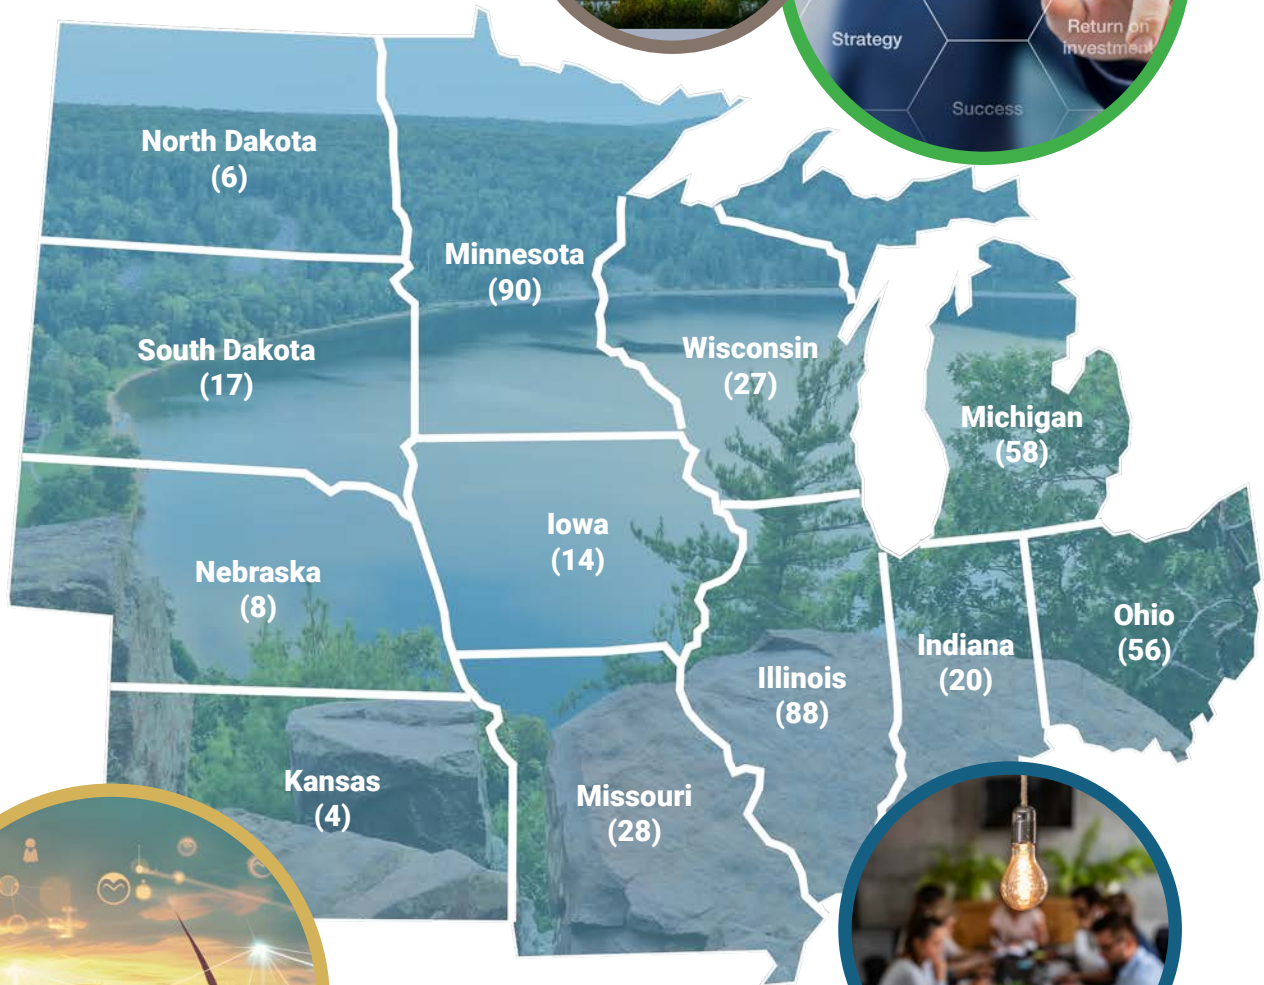 Strategy
Return on
investment
Success
North Dakota
(6)
Minnesota
(90)
South Dakota
(17)
Wisconsin
(27)
Michigan
(58)
Iowa
(14)
Nebraska
(8)
Ohio
(56)
Indiana
(20)
Illinois
(88)
Kansas
(4)
Missouri
(28)